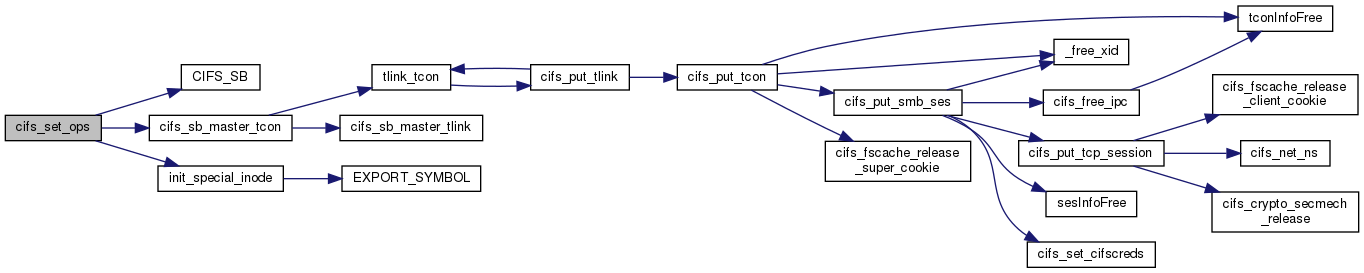 cifs_set_ops
CIFS_SB
cifs_sb_master_tcon
init_special_inode
tlink_tcon
cifs_sb_master_tlink
EXPORT_SYMBOL
cifs_put_tlink
cifs_put_tcon
cifs_put_smb_ses
cifs_fscache_release
_super_cookie
tconInfoFree
_free_xid
cifs_free_ipc
cifs_put_tcp_session
sesInfoFree
cifs_set_cifscreds
cifs_fscache_release
_client_cookie
cifs_net_ns
cifs_crypto_secmech
_release